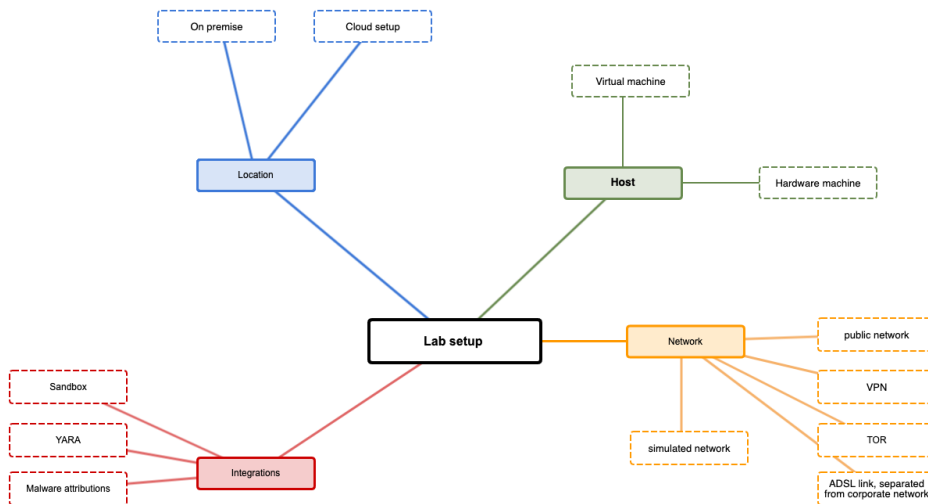 On premise
Cloud setup
Virtual machine
Location
Host
Hardware machine
Lab setup
Network
public network
Sandbox
VPN
YARA
simulated network
TOR
Integrations
Malware attributions
ADSL link, separated
from corporate network